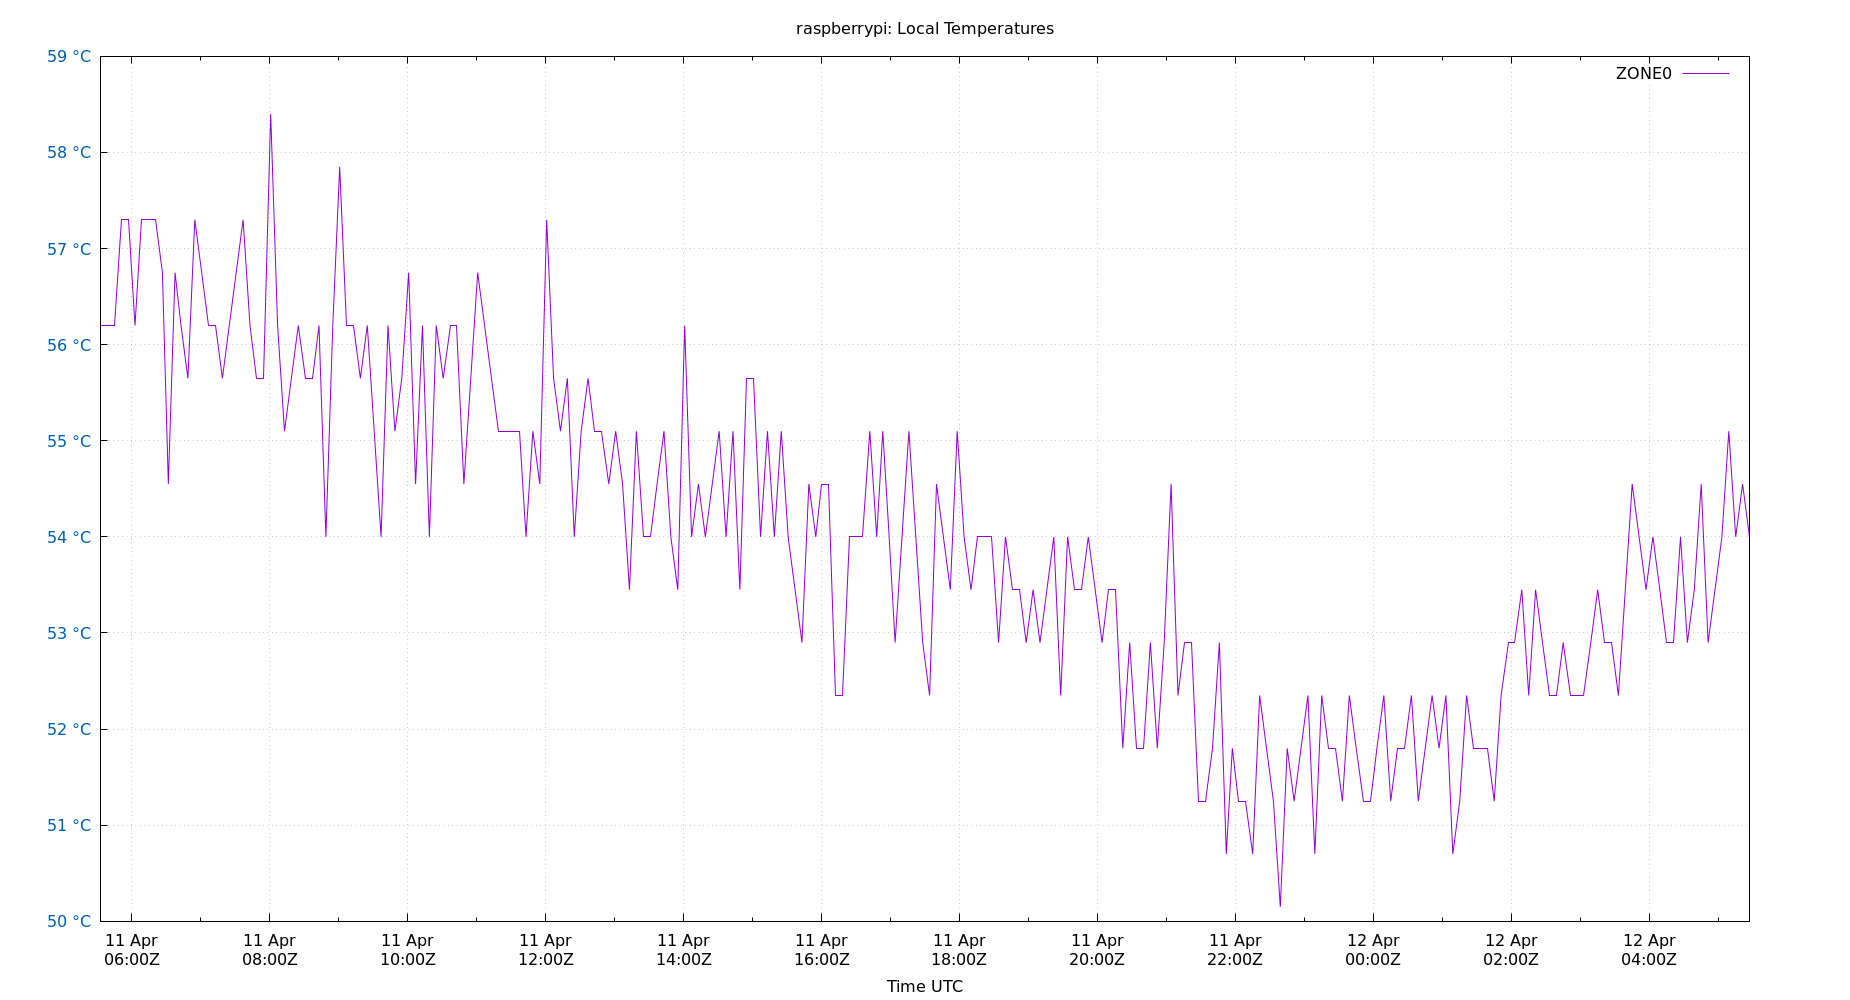 raspberrypi: Local Temperatures
59 °C
ZONE0
58 °C
57 °C
56 °C
55 °C
54 °C
53 °C
52 °C
51 °C
50 °C
11 Apr 11 Apr 11 Apr 11 Apr 11 Apr 11 Apr 11 Apr 11 Apr 11 Apr 12 Apr 12 Apr 12 Apr
06:00Z 08:00Z 10:00Z 12:00Z 14:00Z 16:00Z 18:00Z 20:00Z 22:00Z 00:00Z 02:00Z 04:00Z
Time UTC